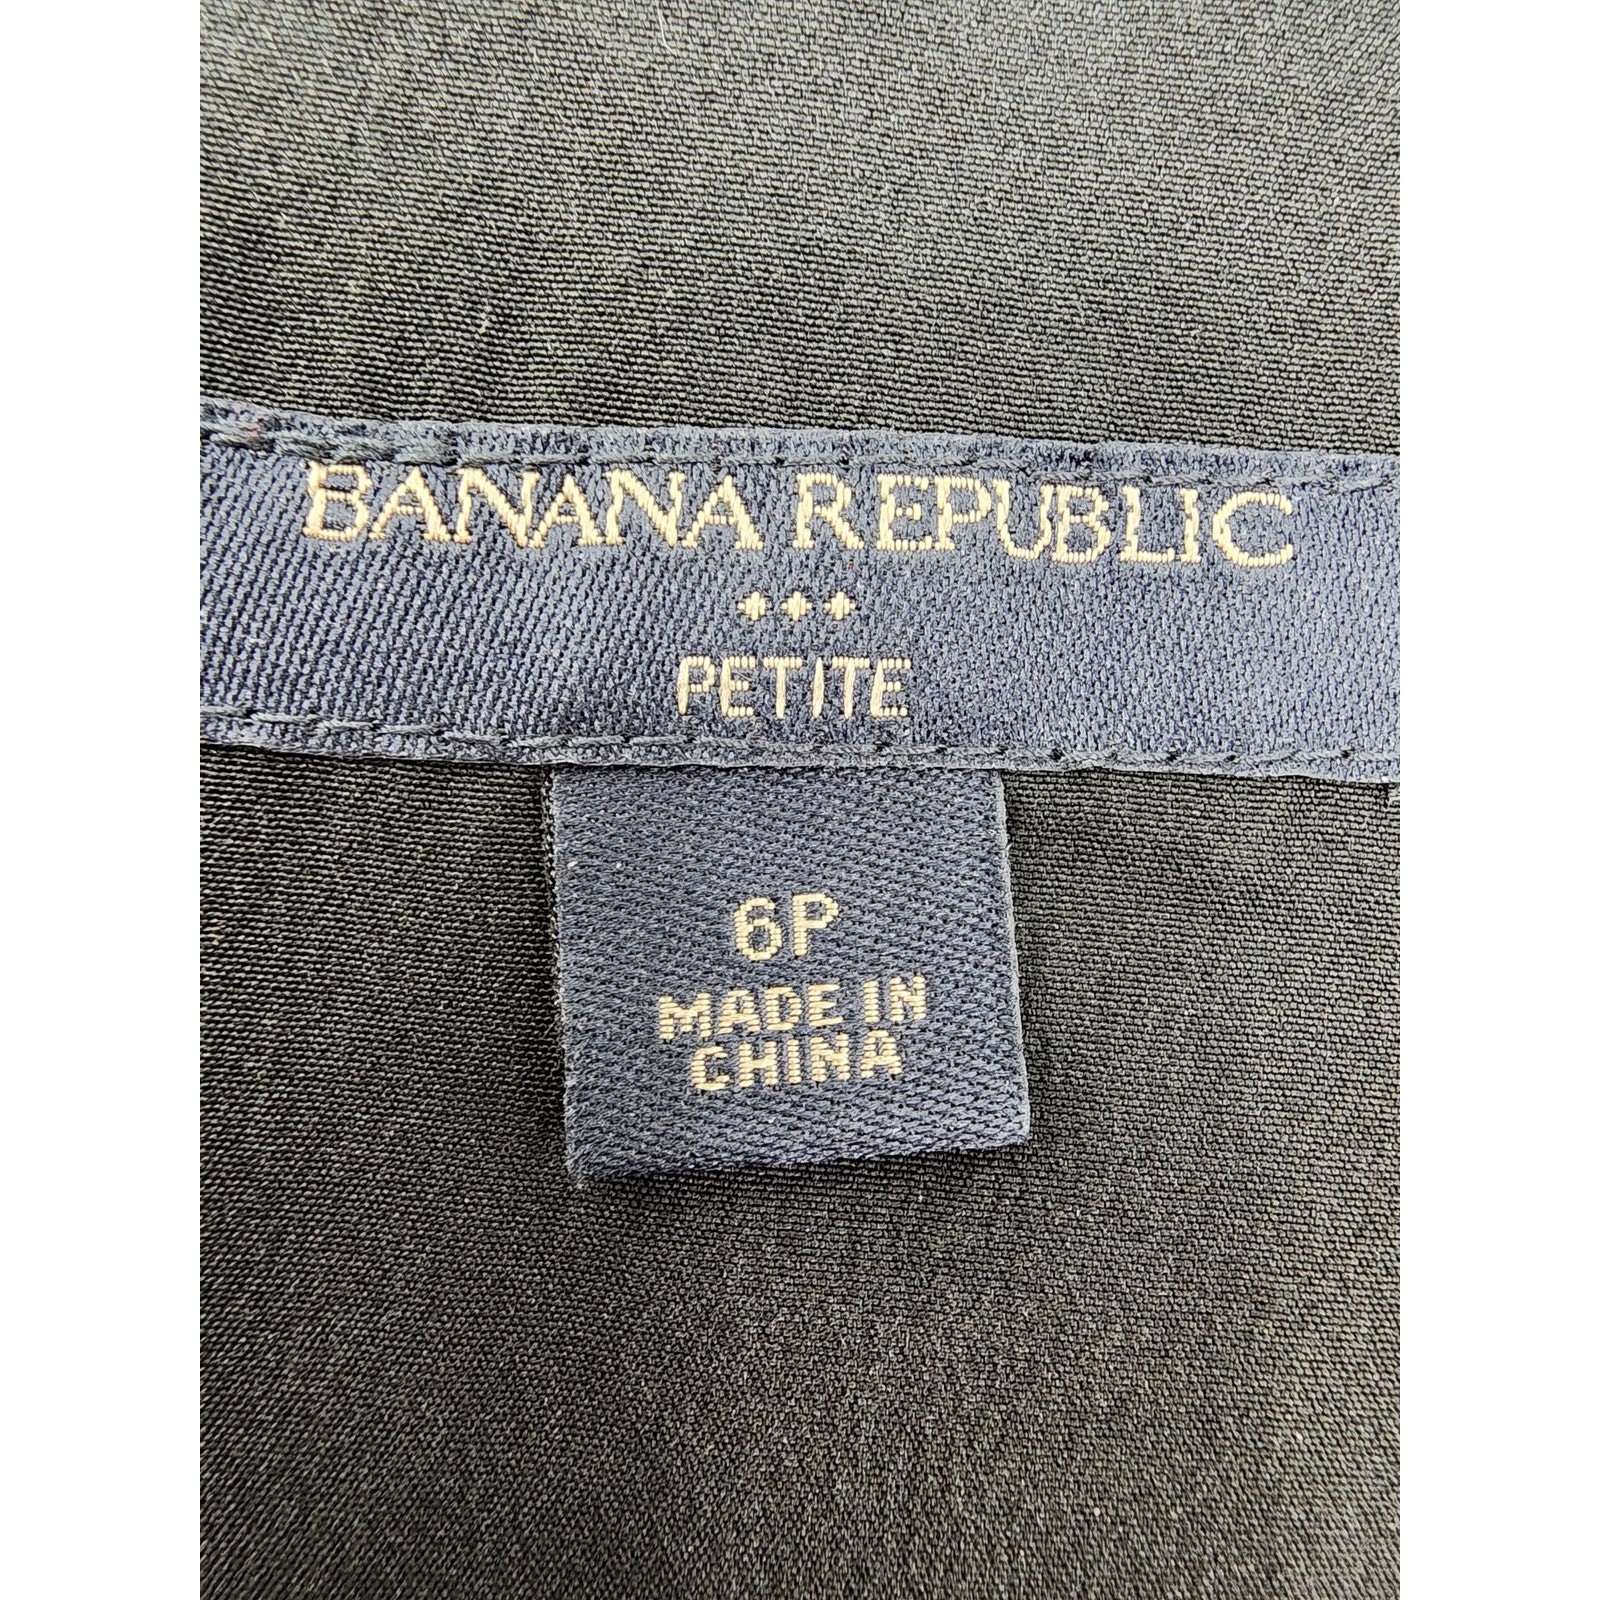 BANANA REPUBLIC
PETITE
6P
MADE IN
CHINA